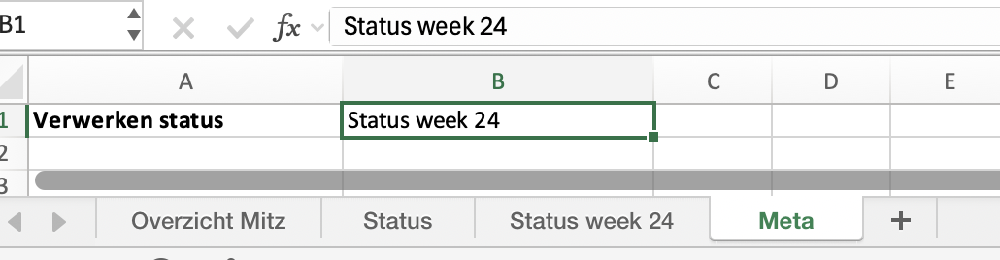 B1 fx Status week 24
A B C D E
1 Verwerken status Status week 24
2
3
Overzicht Mitz Status Status week 24 Meta +